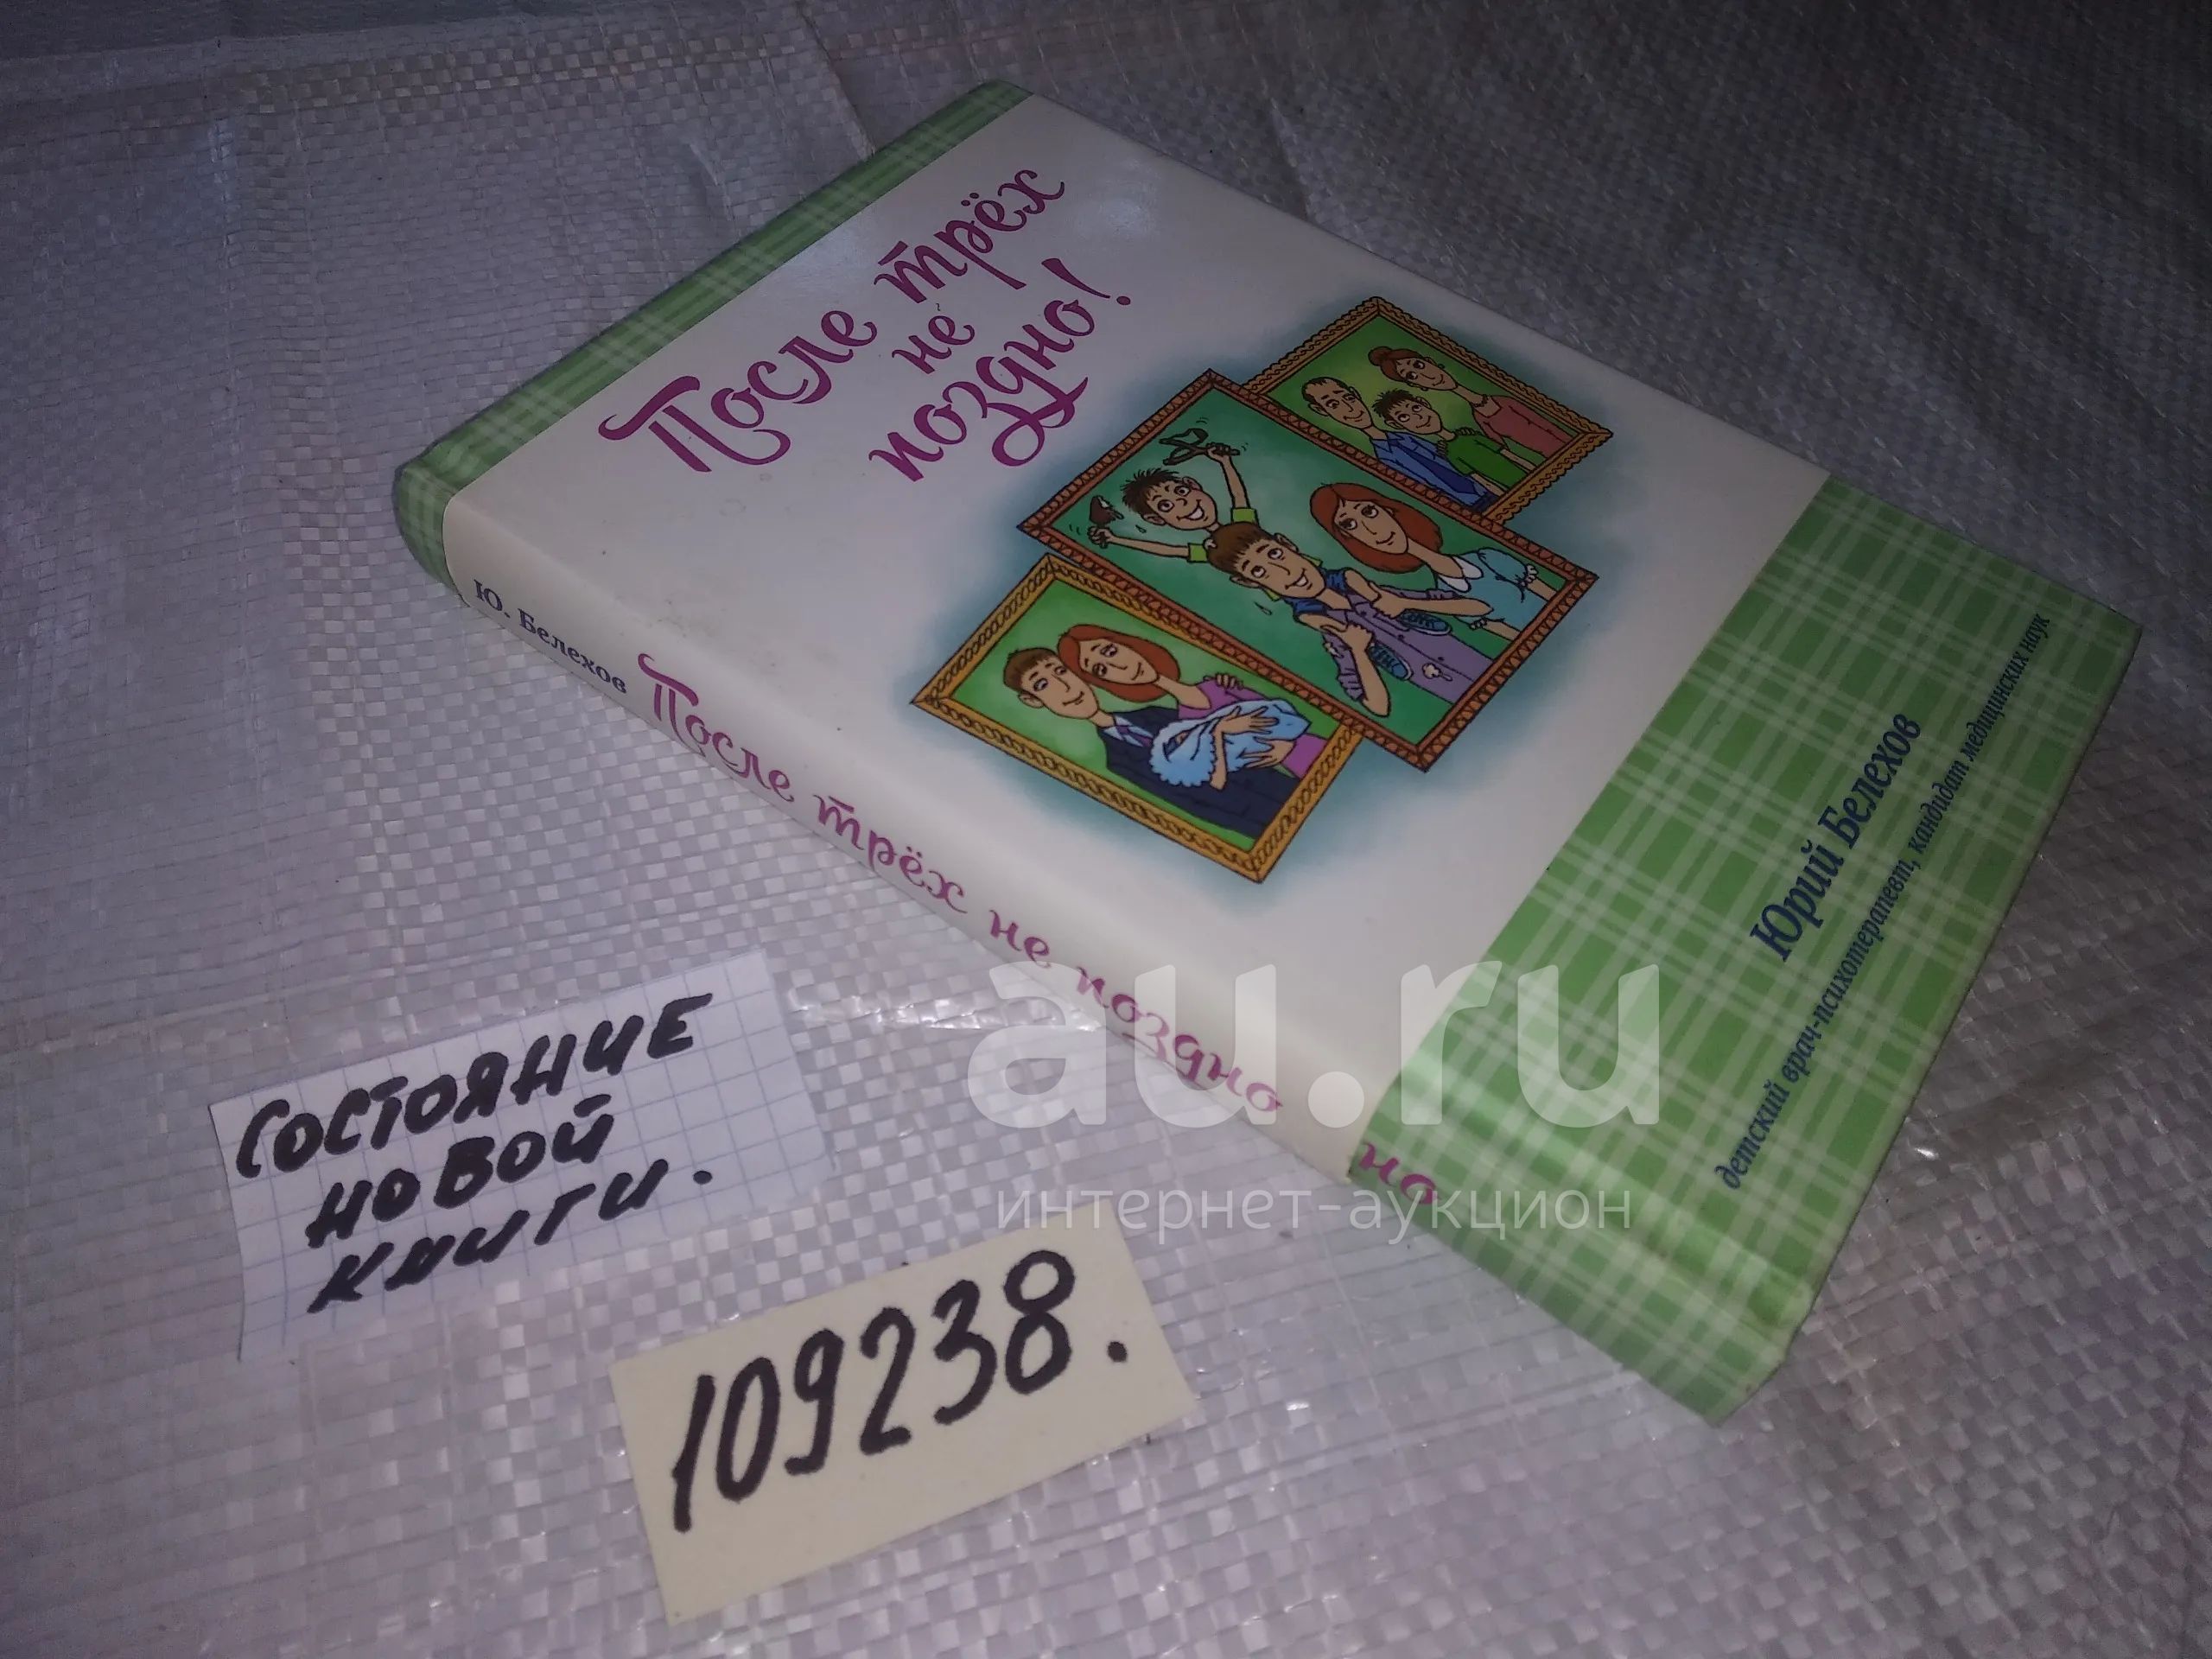 После трёх
не
поздно!
Юрий Белехов
детский врач-психотерапевт, кандидат медицинских наук
Ю. Белехов После трёх не поздно
но
СОСТОЯНИЕ
НОВОЙ
КНИГИ.
109238.
au.ru
интернет-аукцион